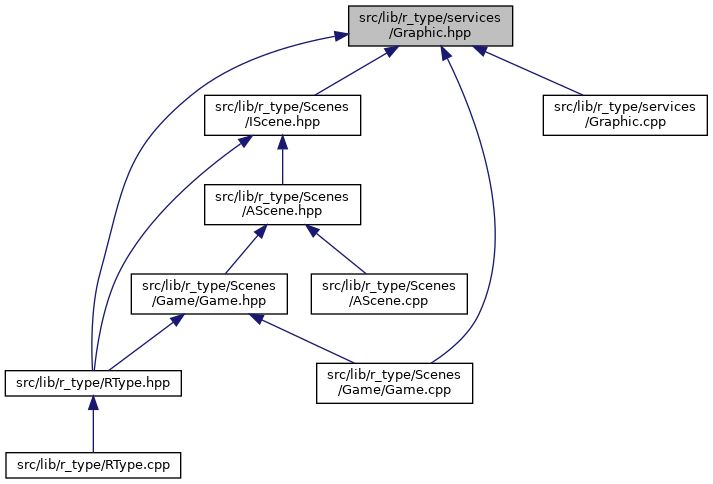 src/lib/r_type/services
/Graphic.hpp
src/lib/r_type/Scenes
/IScene.hpp
src/lib/r_type/services
/Graphic.cpp
src/lib/r_type/Scenes
/AScene.hpp
src/lib/r_type/Scenes
/Game/Game.hpp
src/lib/r_type/Scenes
/AScene.cpp
src/lib/r_type/RType.hpp
src/lib/r_type/Scenes
/Game/Game.cpp
src/lib/r_type/RType.cpp